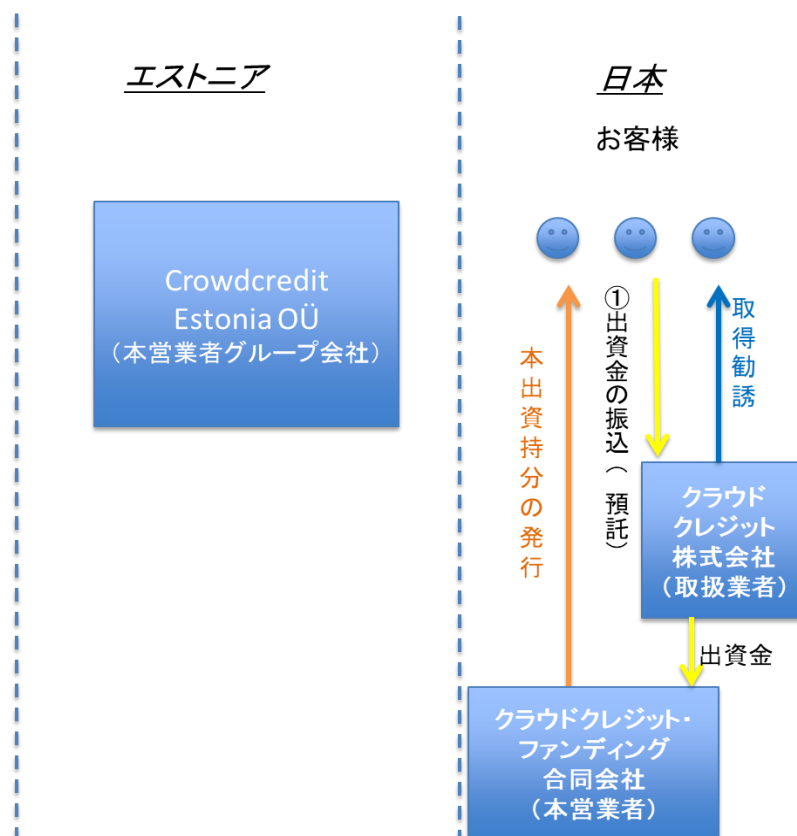 エストニア
日本
お客様
Crowdcredit
Estonia OÜ
（本営業者グループ会社）
本出資持分の発行
①出資金の振込（預託）
取得勧誘
クラウド
クレジット
株式会社
（取扱業者）
出資金
クラウドクレジット・
ファンディング
合同会社
（本営業者）